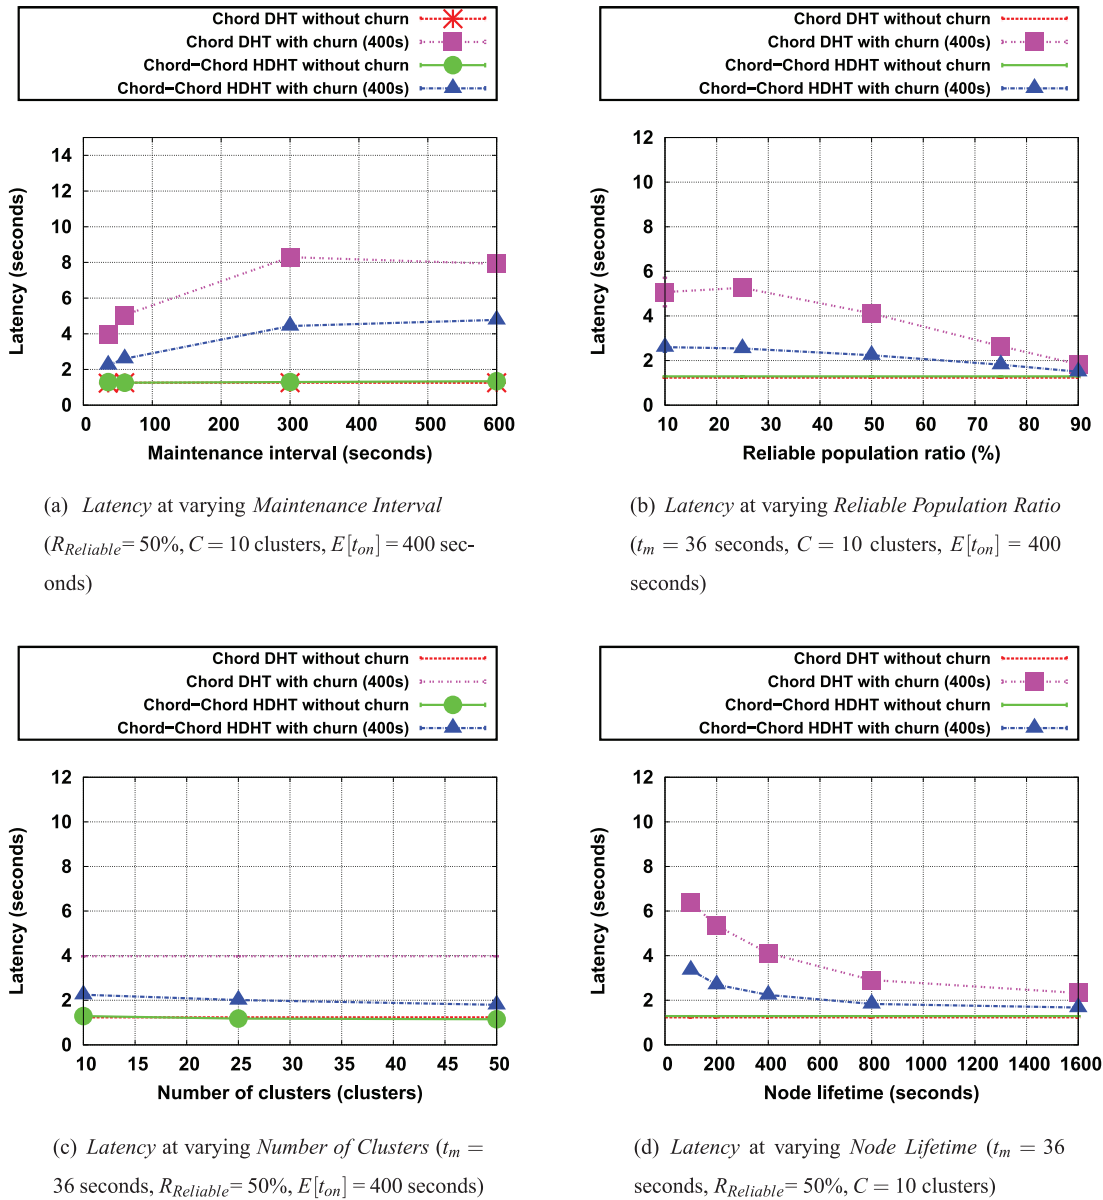 Chord DHT without churn
Chord DHT with churn (400s)
Chord−Chord HDHT without churn
Chord−Chord HDHT with churn (400s)
14
12
10
8
6
4
2
0
Latency (seconds)
0 100 200 300 400 500 600
Maintenance interval (seconds)
(a) Latency at varying Maintenance Interval
(R_Reliable= 50%, C = 10 clusters, E[t_on] = 400 sec-
onds)
Chord DHT without churn
Chord DHT with churn (400s)
Chord−Chord HDHT without churn
Chord−Chord HDHT with churn (400s)
12
10
8
6
4
2
0
Latency (seconds)
10 20 30 40 50 60 70 80 90
Reliable population ratio (%)
(b) Latency at varying Reliable Population Ratio
(t_m = 36 seconds, C = 10 clusters, E[t_on] = 400
seconds)
Chord DHT without churn
Chord DHT with churn (400s)
Chord−Chord HDHT without churn
Chord−Chord HDHT with churn (400s)
12
10
8
6
4
2
0
Latency (seconds)
10 15 20 25 30 35 40 45 50
Number of clusters (clusters)
(c) Latency at varying Number of Clusters (t_m =
36 seconds, R_Reliable= 50%, E[t_on] = 400 seconds)
Chord DHT without churn
Chord DHT with churn (400s)
Chord−Chord HDHT without churn
Chord−Chord HDHT with churn (400s)
12
10
8
6
4
2
0
Latency (seconds)
0 200 400 600 800 1000 1200 1400 1600
Node lifetime (seconds)
(d) Latency at varying Node Lifetime (t_m = 36
seconds, R_Reliable= 50%, C = 10 clusters)